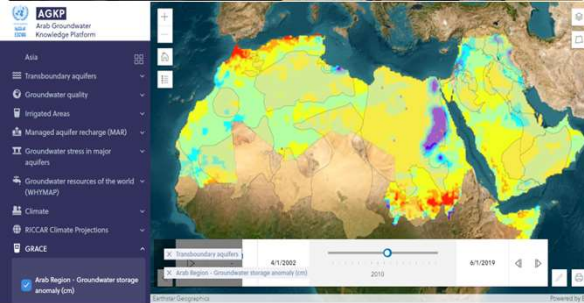 AGKP
Arab Groundwater
Knowledge Platform
Asia
Transboundary aquifers
Groundwater quality
Irrigated Areas
Managed aquifer recharge (MAR)
Groundwater stress in major
aquifers
Groundwater resources of the world
(WHYMAP)
Climate
RICCAR Climate Projections
GRACE
Arab Region - Groundwater storage
anomaly (cm)
Transboundary aquifers
Arab Region - Groundwater storage anomaly (cm)
4/1/2002
2010
6/1/2019
Earthstar Geographics
Powered by